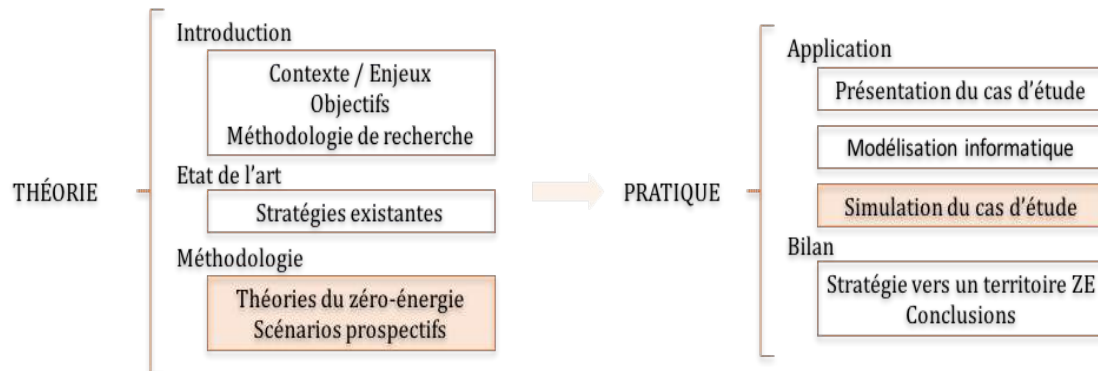 THÉORIE
Introduction
Contexte / Enjeux
Objectifs
Méthodologie de recherche
Etat de l'art
Stratégies existantes
Méthodologie
Théories du zéro-énergie
Scénarios prospectifs
PRATIQUE
Application
Présentation du cas d'étude
Modélisation informatique
Simulation du cas d'étude
Bilan
Stratégie vers un territoire ZE
Conclusions